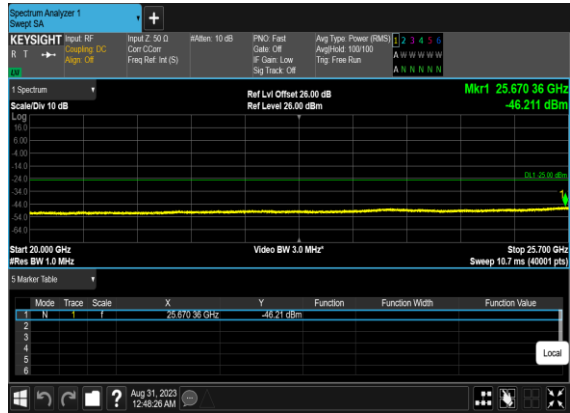 Spectrum Analyzer 1
Swept SA
+
KEYSIGHT Input: RF Input Z: 50 Ω #Atten: 10 dB PNO: Fast Avg Type: Power (RMS) 1 2 3 4 5 6
R T Coupling: DC Corr CCorr Gate: Off Avg|Hold: 100/100 A W W W W W
Align: Off Freq Ref: Int (S) IF Gain: Low Trig: Free Run A N N N N N
Sig Track: Off
LW
1 Spectrum Ref Lvl Offset 26.00 dB Mkr1 25.670 36 GHz
Scale/Div 10 dB Ref Level 26.00 dBm -46.211 dBm
Log
16.0
6.00
-4.00
-14.0
-24.0 DL1 -25.00 dBm
-34.0 1
-44.0
-54.0
-64.0
Start 20.000 GHz Video BW 3.0 MHz* Stop 25.700 GHz
#Res BW 1.0 MHz Sweep 10.7 ms (40001 pts)
5 Marker Table
Mode Trace Scale X Y Function Function Width Function Value
1 N 1 f 25.670 36 GHz -46.21 dBm
2
3
4
5
6
Local
? Aug 31, 2023
12:48:26 AM